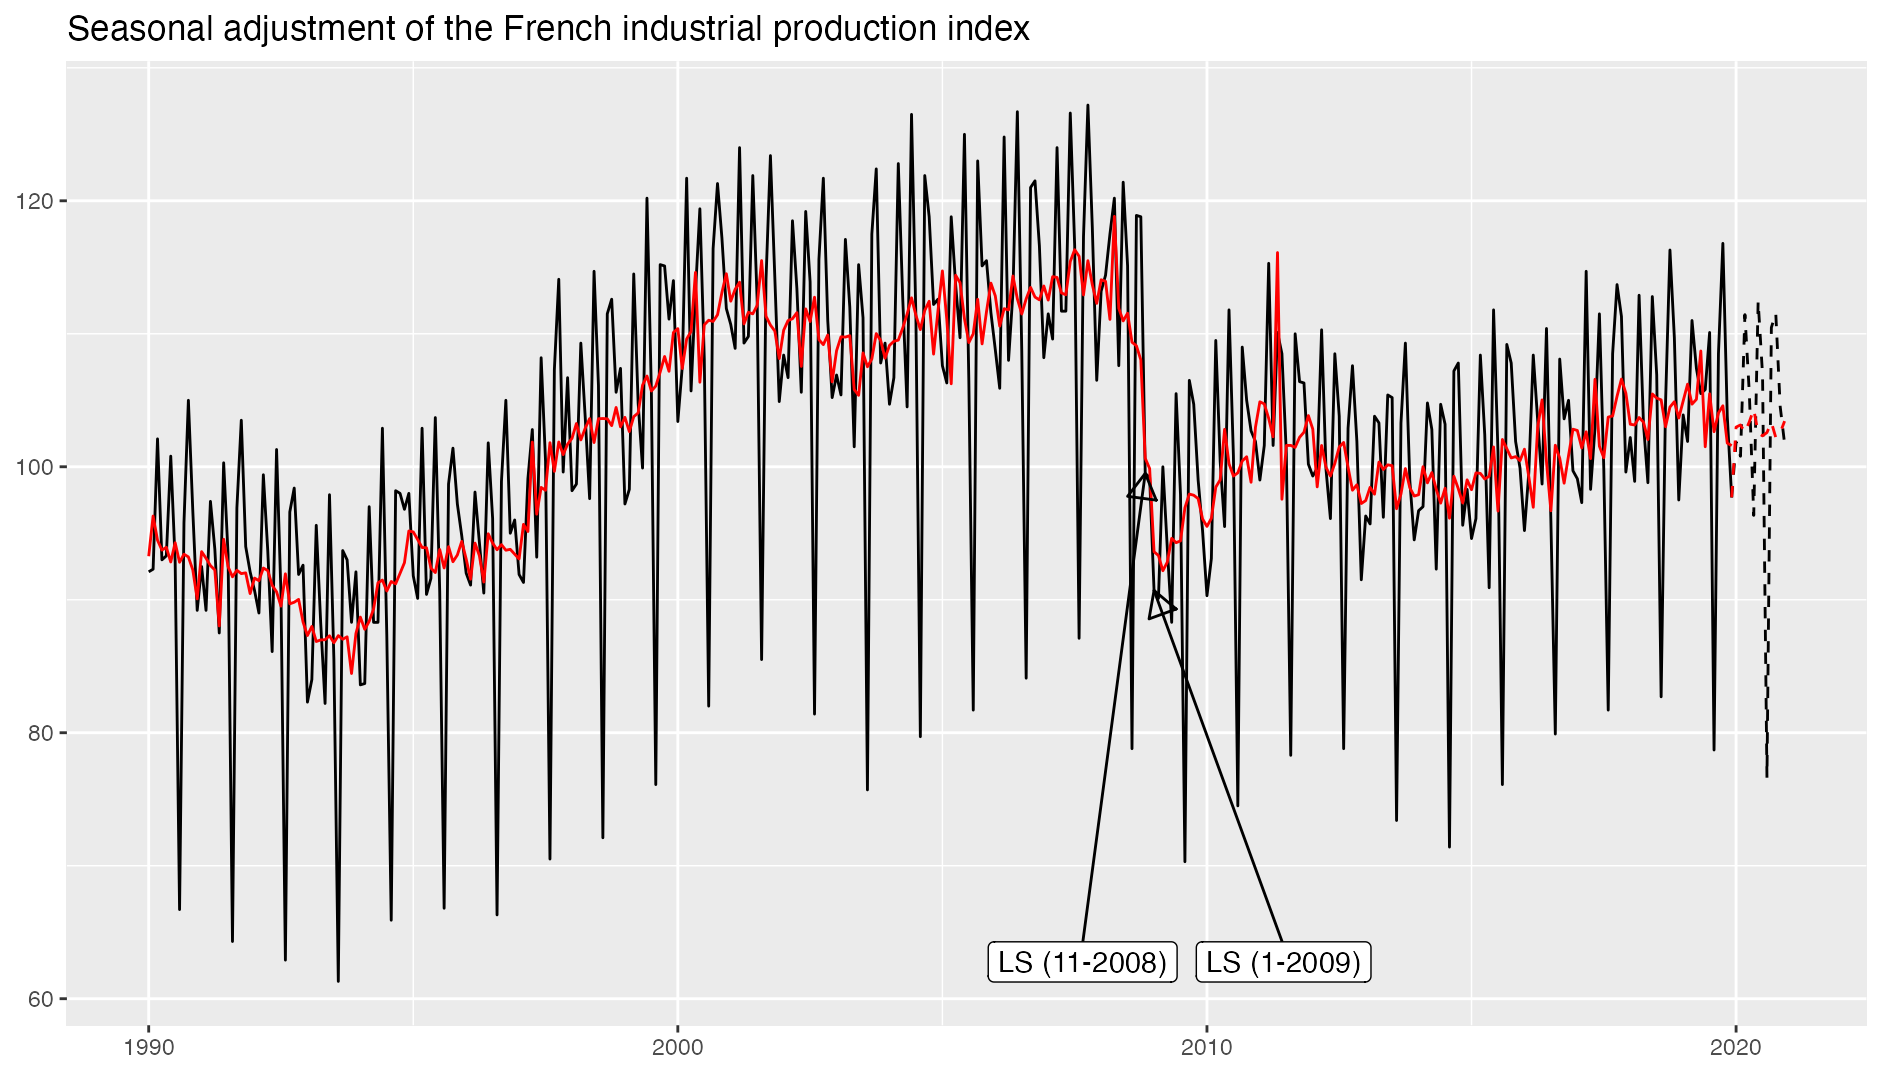 Seasonal adjustment of the French industrial production index
120
100
80
60
LS (11-2008)
LS (1-2009)
1990
2000
2010
2020